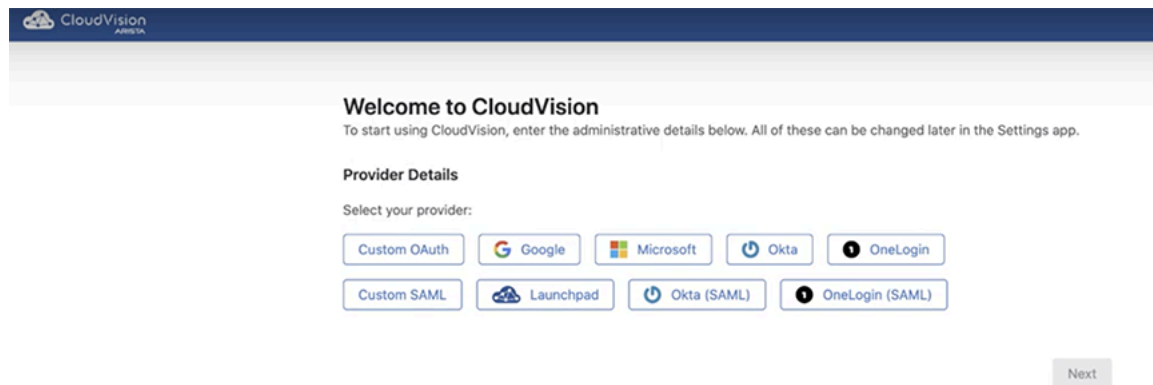 CloudVision
ARISTA
Welcome to CloudVision
To start using CloudVision, enter the administrative details below. All of these can be changed later in the Settings app.
Provider Details
Select your provider:
Custom OAuth Google Microsoft Okta OneLogin
Custom SAML Launchpad Okta (SAML) OneLogin (SAML)
Next